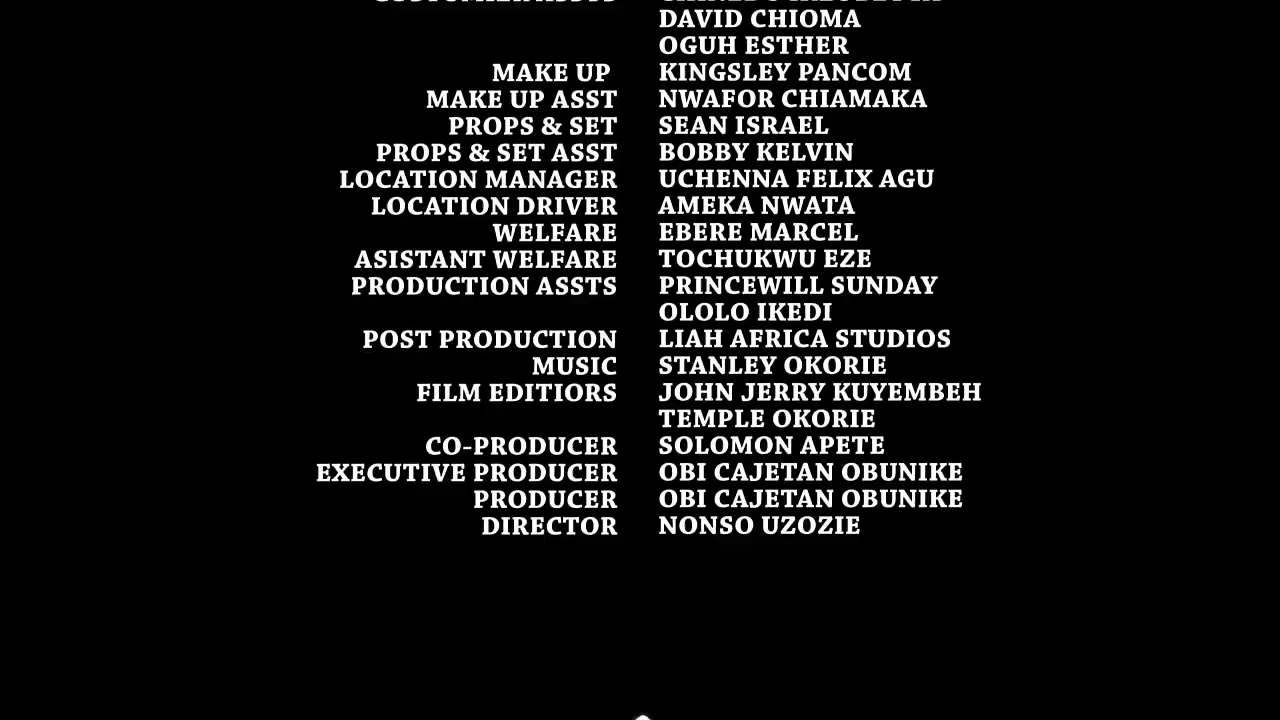 DAVID CHIOMA
OGUH ESTHER
MAKE UP KINGSLEY PANCOM
MAKE UP ASST NWAFOR CHIAMAKA
PROPS & SET SEAN ISRAEL
PROPS & SET ASST BOBBY KELVIN
LOCATION MANAGER UCHENNA FELIX AGU
LOCATION DRIVER AMEKA NWATA
WELFARE EBERE MARCEL
ASISTANT WELFARE TOCHUKWU EZE
PRODUCTION ASSTS PRINCEWILL SUNDAY
OLOLO IKEDI
POST PRODUCTION LIAH AFRICA STUDIOS
MUSIC STANLEY OKORIE
FILM EDITIORS JOHN JERRY KUYEMBEH
TEMPLE OKORIE
CO-PRODUCER SOLOMON APETE
EXECUTIVE PRODUCER OBI CAJETAN OBUNIKE
PRODUCER OBI CAJETAN OBUNIKE
DIRECTOR NONSO UZOZIE